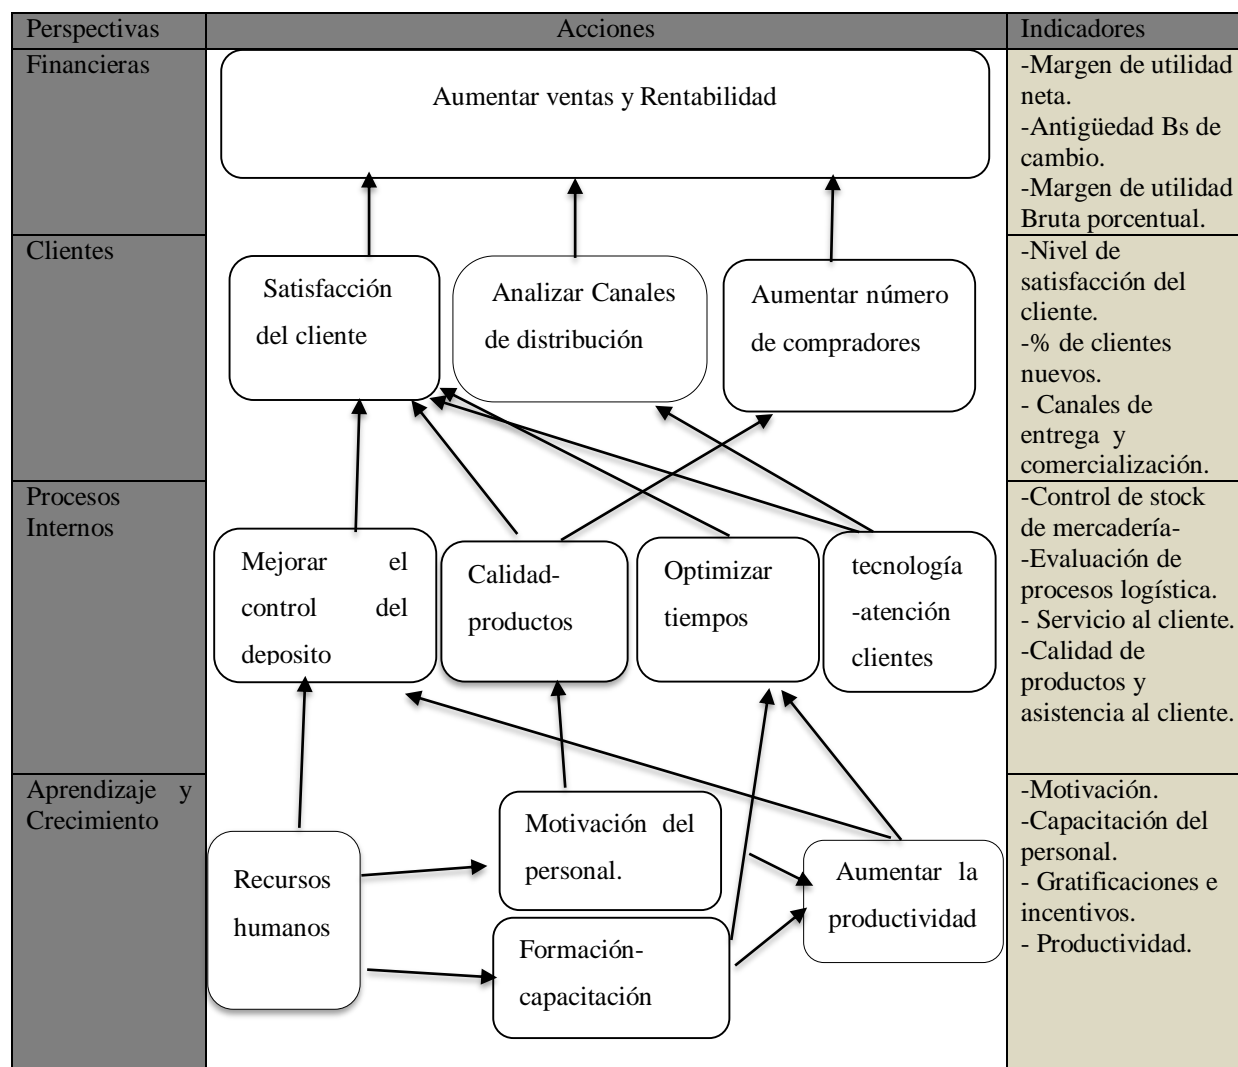 Perspectivas
Acciones
Indicadores
Financieras
Aumentar ventas y Rentabilidad
-Margen de utilidad
neta.
-Antigüedad Bs de
cambio.
-Margen de utilidad
Bruta porcentual.
Clientes
Satisfacción
del cliente
Analizar Canales
de distribución
Aumentar número
de compradores
-Nivel de
satisfacción del
cliente.
-% de clientes
nuevos.
- Canales de
entrega y
comercialización.
Procesos
Internos
Mejorar el
control del
deposito
Calidad-
productos
Optimizar
tiempos
tecnología
-atención
clientes
-Control de stock
de mercadería-
-Evaluación de
procesos logística.
- Servicio al cliente.
-Calidad de
productos y
asistencia al cliente.
Aprendizaje y
Crecimiento
Recursos
humanos
Motivación del
personal.
Formación-
capacitación
Aumentar la
productividad
-Motivación.
-Capacitación del
personal.
- Gratificaciones e
incentivos.
- Productividad.